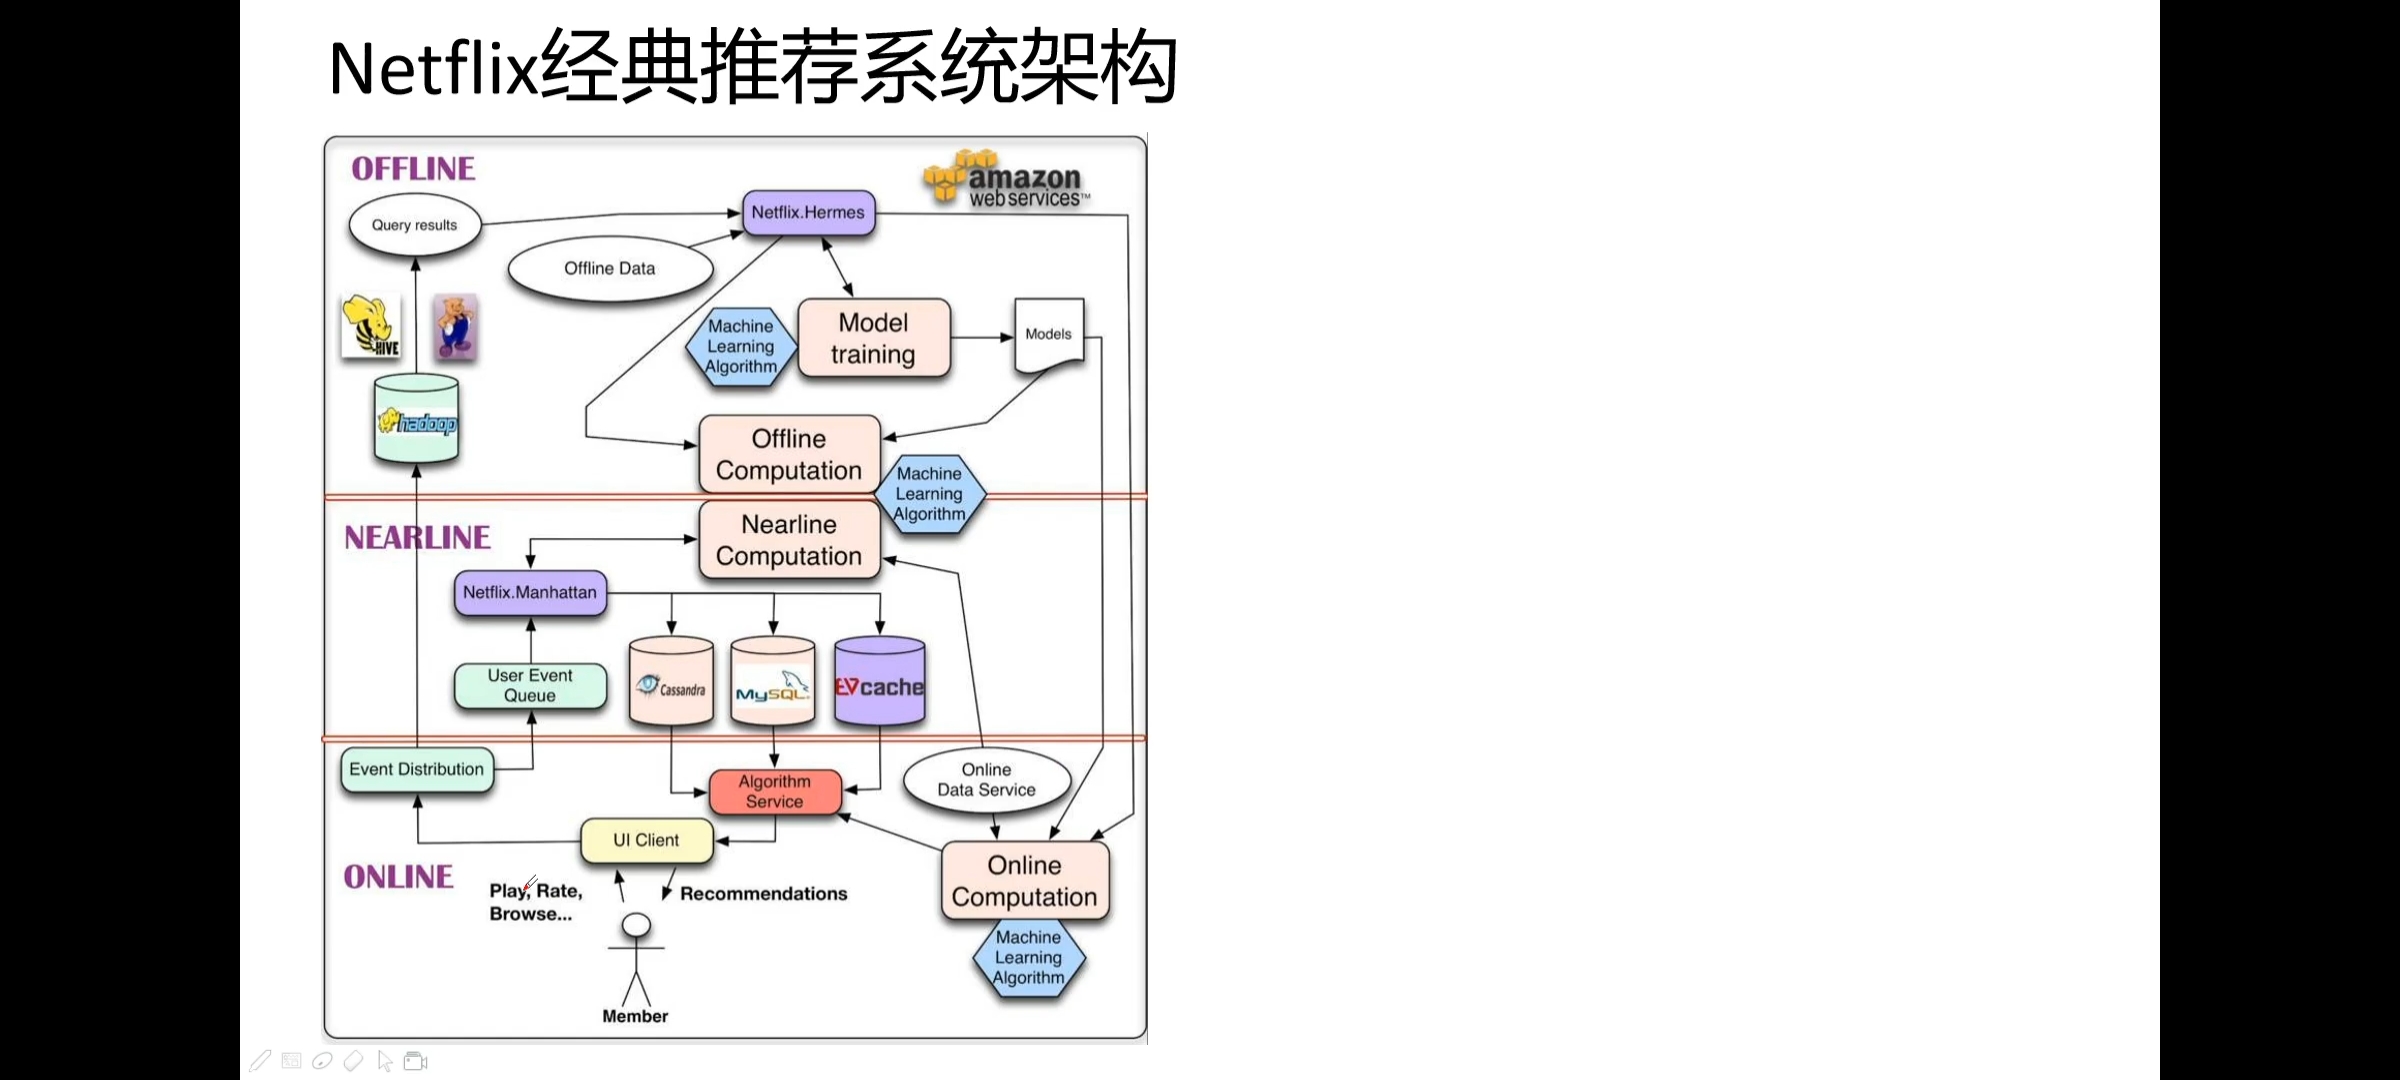 Netflix经典推荐系统架构
OFFLINE
amazon
webservices™
Query results
Netflix.Hermes
Offline Data
HIVE
Machine
Learning
Algorithm
Model
training
Models
hadoop
Offline
Computation
Machine
Learning
Algorithm
NEARLINE
Nearline
Computation
Netflix.Manhattan
User Event
Queue
Cassandra
MySQL.
EVcache
Event Distribution
Algorithm
Service
Online
Data Service
UI Client
ONLINE
Play, Rate,
Browse...
Recommendations
Online
Computation
Machine
Learning
Algorithm
Member